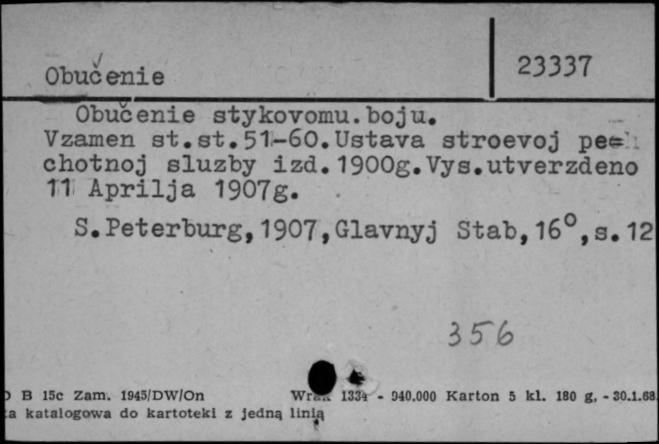 Obučenie
23337
Obučenie stykovomu.boju.
Vzamen st.st.51-60.Ustava stroevoj pe=
chotnoj sluzby izd.1900g.Vys.utverzdeno
11 Aprilja 1907g.
S.Peterburg,1907,Glavnyj Stab,16°,s.12
356
B 15c Zam. 1945/DW/On
1334 - 940.000 Karton 5 kl. 180 g. - 30.1.68
katalogowa do kartoteki z jedną linią